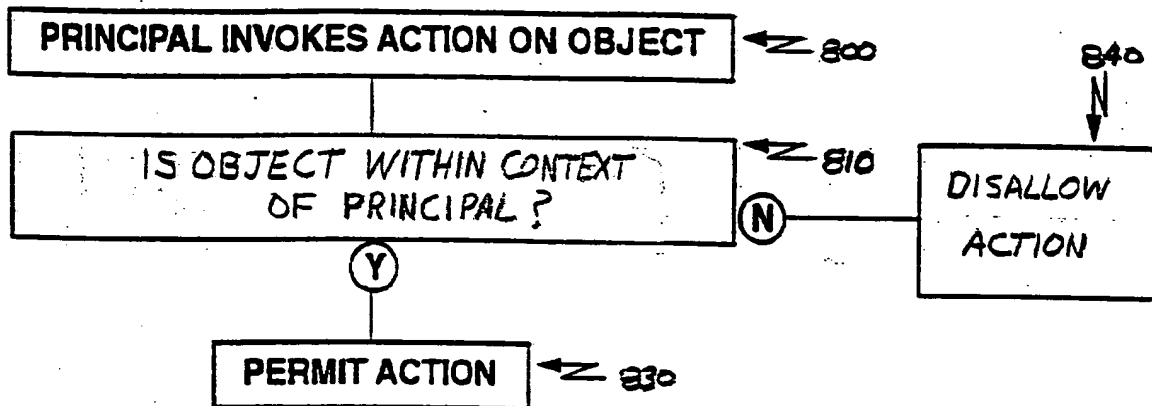 PRINCIPAL INVOKES ACTION ON OBJECT
800
840
IS OBJECT WITHIN CONTEXT
OF PRINCIPAL?
810
N
DISALLOW
ACTION
Y
PERMIT ACTION
830